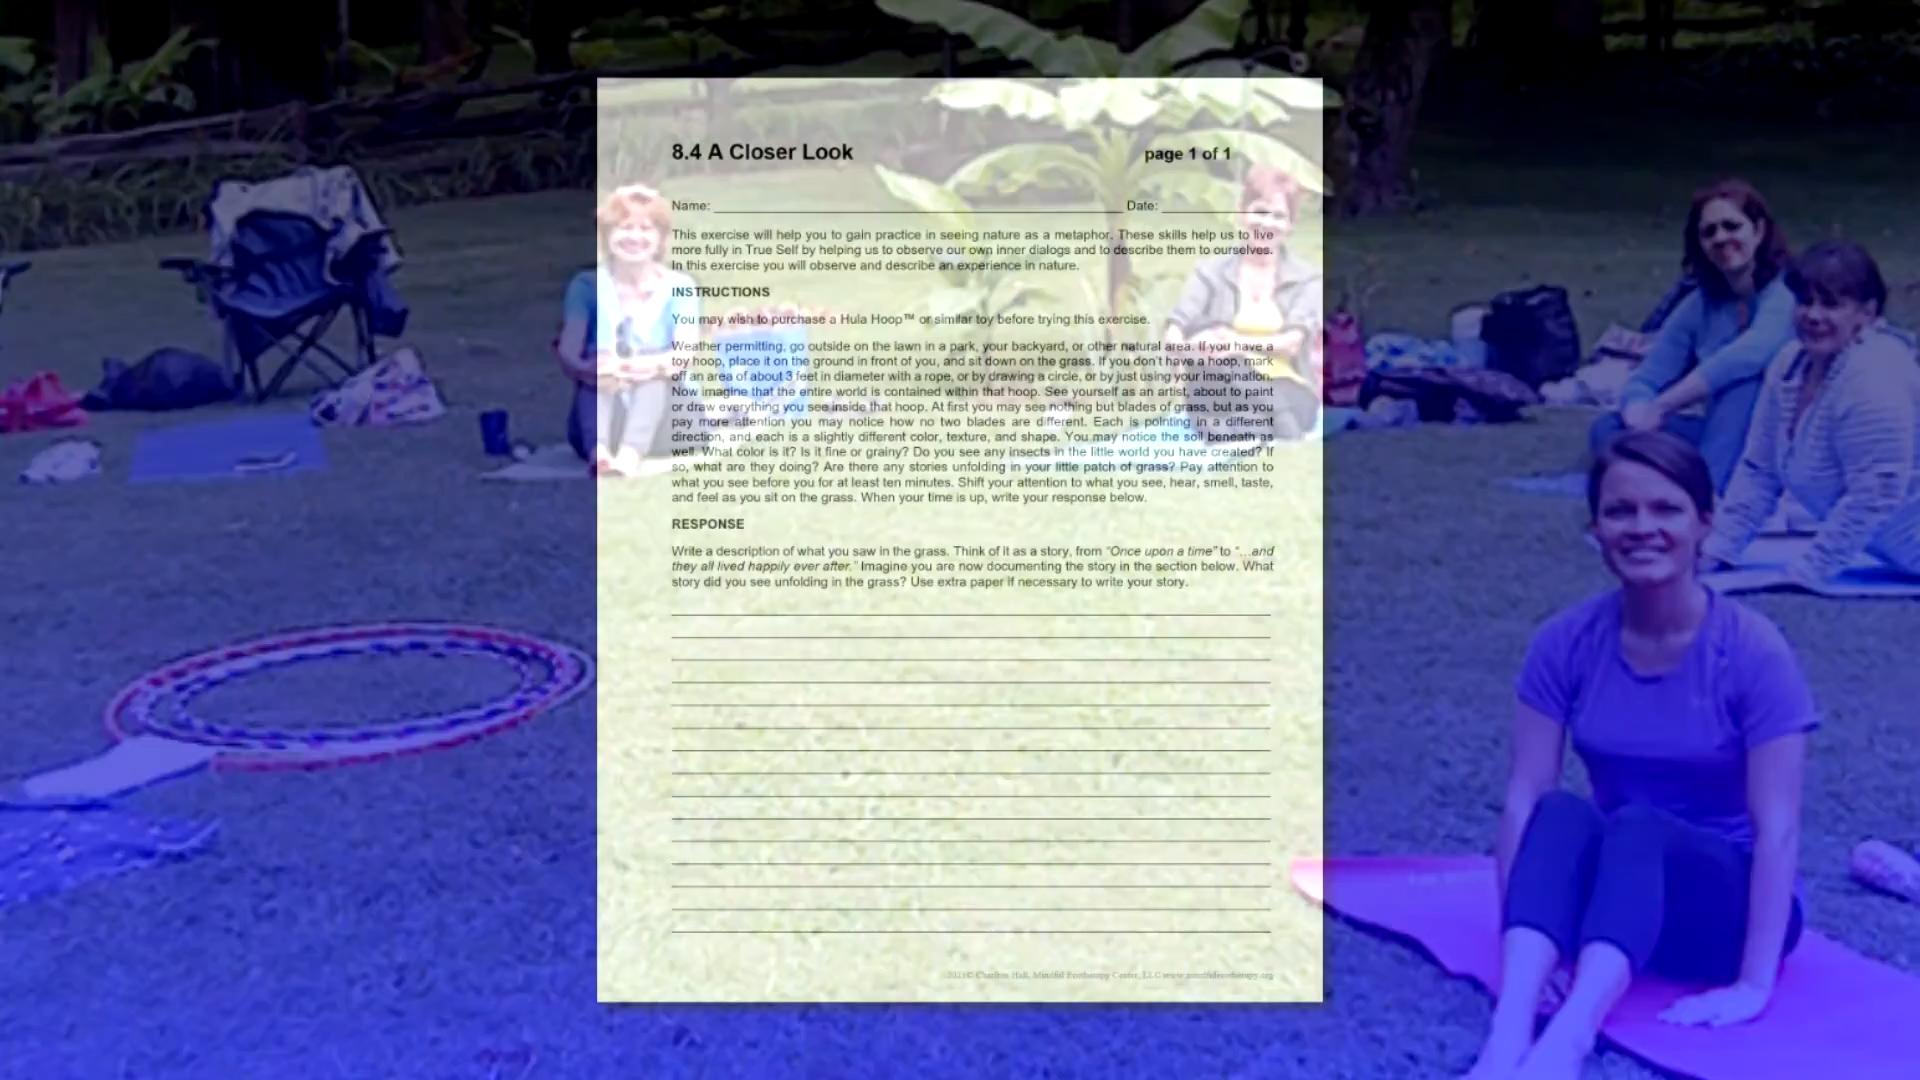 8.4 A Closer Look page 1 of 1
Name: Date:
This exercise will help you to gain practice in seeing nature as a metaphor. These skills help us to live
more fully in True Self by helping us to observe our own inner dialogs and to describe them to ourselves.
In this exercise you will observe and describe an experience in nature.
INSTRUCTIONS
You may wish to purchase a Hula Hoop™ or similar toy before trying this exercise.
Weather permitting, go outside on the lawn in a park, your backyard, or other natural area. If you have a
toy hoop, place it on the ground in front of you, and sit down on the grass. If you don't have a hoop, mark
off an area of about 3 feet in diameter with a rope, or by drawing a circle, or by just using your imagination.
Now imagine that the entire world is contained within that hoop. See yourself as an artist, about to paint
or draw everything you see inside that hoop. At first you may see nothing but blades of grass, but as you
pay more attention you may notice how no two blades are different. Each is pointing in a different
direction, and each is a slightly different color, texture, and shape. You may notice the soil beneath as
well. What color is it? Is it fine or grainy? Do you see any insects in the little world you have created? If
so, what are they doing? Are there any stories unfolding in your little patch of grass? Pay attention to
what you see before you for at least ten minutes. Shift your attention to what you see, hear, smell, taste,
and feel as you sit on the grass. When your time is up, write your response below.
RESPONSE
Write a description of what you saw in the grass. Think of it as a story, from "Once upon a time" to "…and
they all lived happily ever after." Imagine you are now documenting the story in the section below. What
story did you see unfolding in the grass? Use extra paper if necessary to write your story.
2021© Charlton Hall, Mindful Ecotherapy Center, LLC www.mindfulecotherapy.org